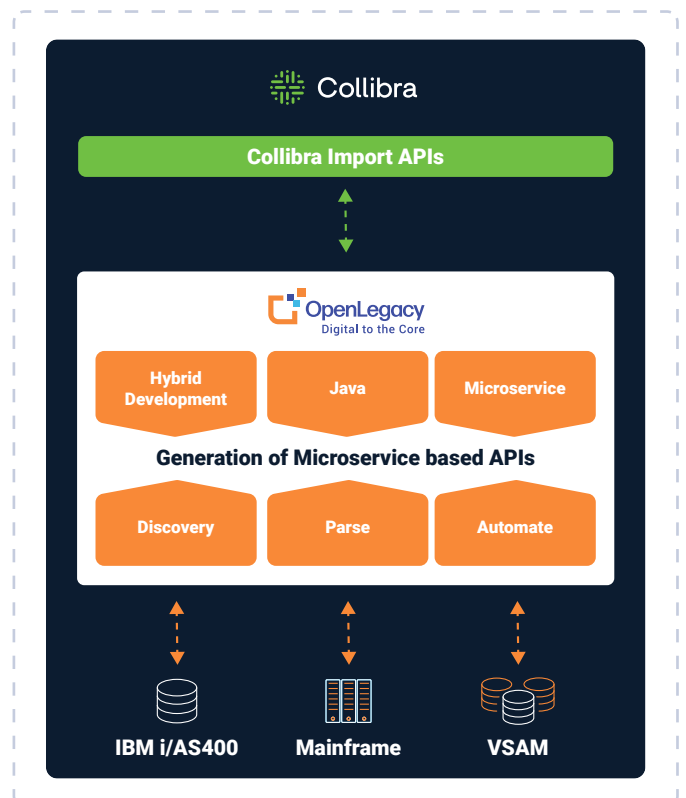 Collibra
Collibra Import APIs
OpenLegacy
Digital to the Core
Hybrid
Development
Java
Microservice
Generation of Microservice based APIs
Discovery
Parse
Automate
IBM i/AS400
Mainframe
VSAM